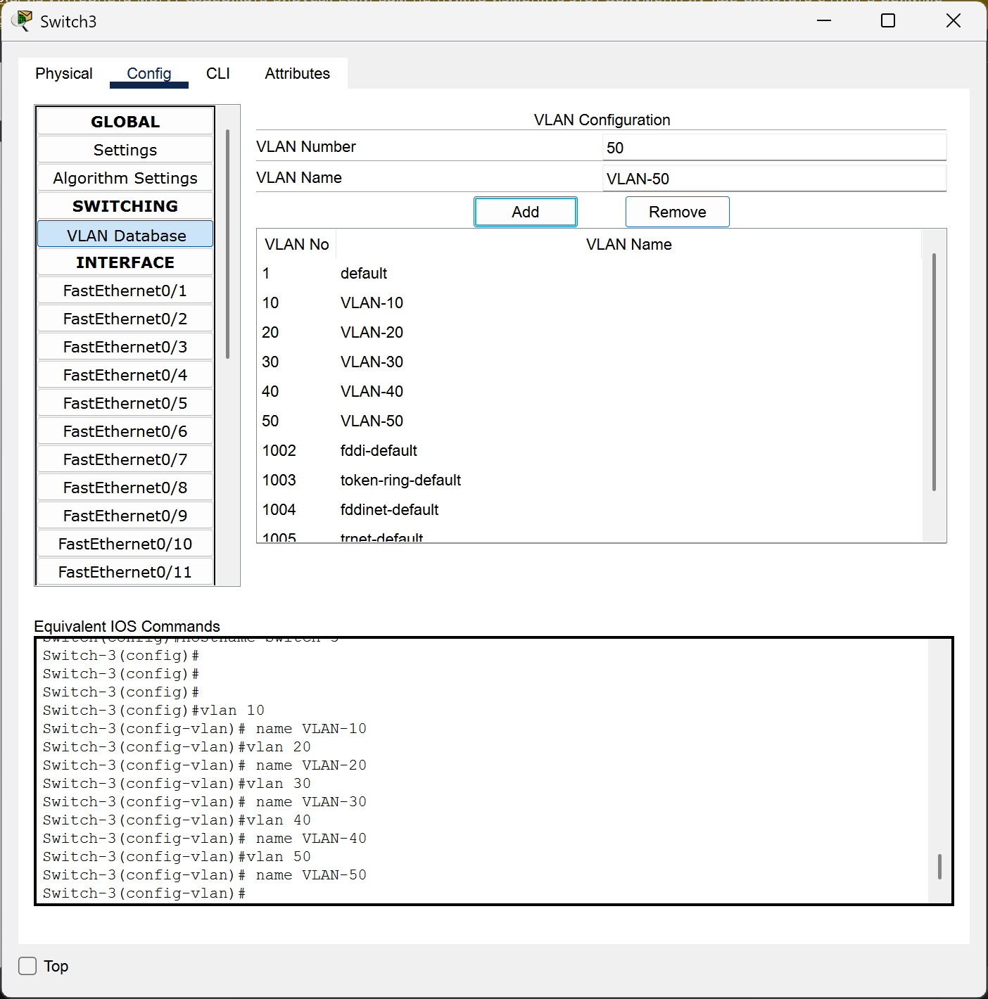 Switch3
Physical Config CLI Attributes
GLOBAL
Settings
Algorithm Settings
SWITCHING
VLAN Database
INTERFACE
FastEthernet0/1
FastEthernet0/2
FastEthernet0/3
FastEthernet0/4
FastEthernet0/5
FastEthernet0/6
FastEthernet0/7
FastEthernet0/8
FastEthernet0/9
FastEthernet0/10
FastEthernet0/11
VLAN Configuration
VLAN Number 50
VLAN Name VLAN-50
Add Remove
VLAN No VLAN Name
1 default
10 VLAN-10
20 VLAN-20
30 VLAN-30
40 VLAN-40
50 VLAN-50
1002 fddi-default
1003 token-ring-default
1004 fddinet-default
1005 trnet-default
Equivalent IOS Commands
Switch(config)#hostname Switch-3
Switch-3(config)#
Switch-3(config)#
Switch-3(config)#
Switch-3(config)#vlan 10
Switch-3(config-vlan)# name VLAN-10
Switch-3(config-vlan)#vlan 20
Switch-3(config-vlan)# name VLAN-20
Switch-3(config-vlan)#vlan 30
Switch-3(config-vlan)# name VLAN-30
Switch-3(config-vlan)#vlan 40
Switch-3(config-vlan)# name VLAN-40
Switch-3(config-vlan)#vlan 50
Switch-3(config-vlan)# name VLAN-50
Switch-3(config-vlan)#
Top